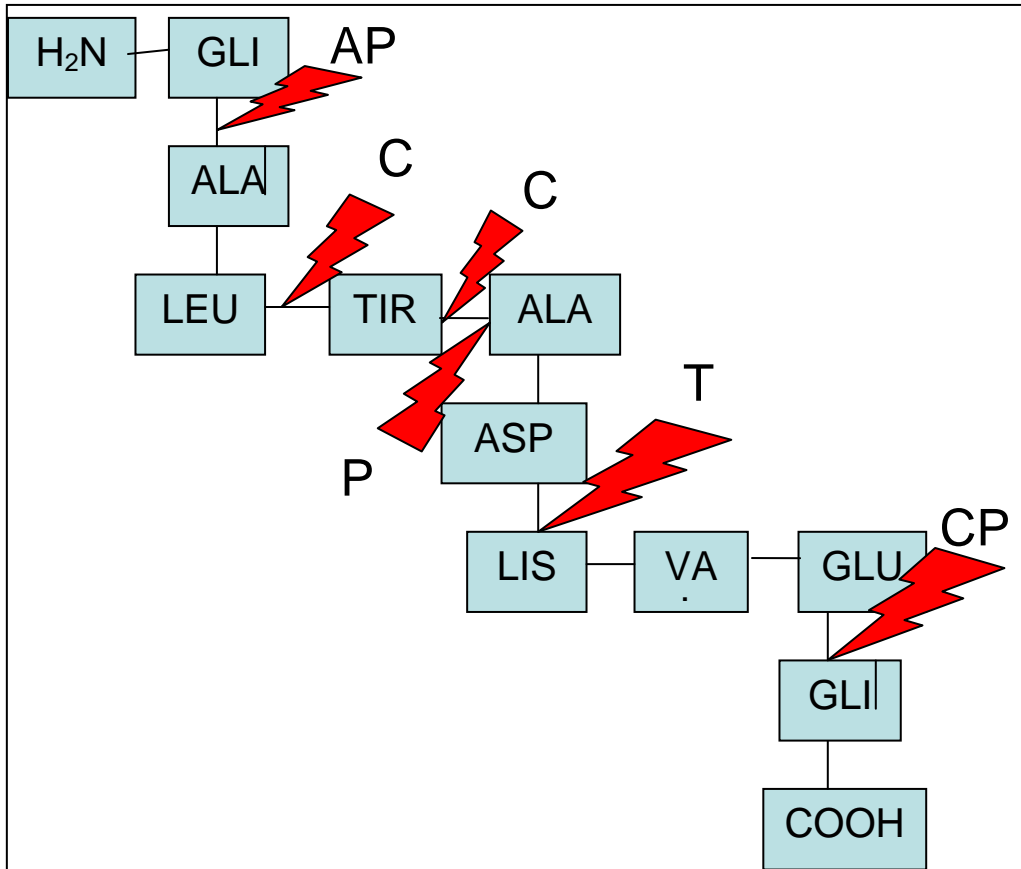 H₂N
GLI
AP
ALA
C
C
LEU
TIR
ALA
P
ASP
T
LIS
VA
.
GLU
CP
GLI
COOH